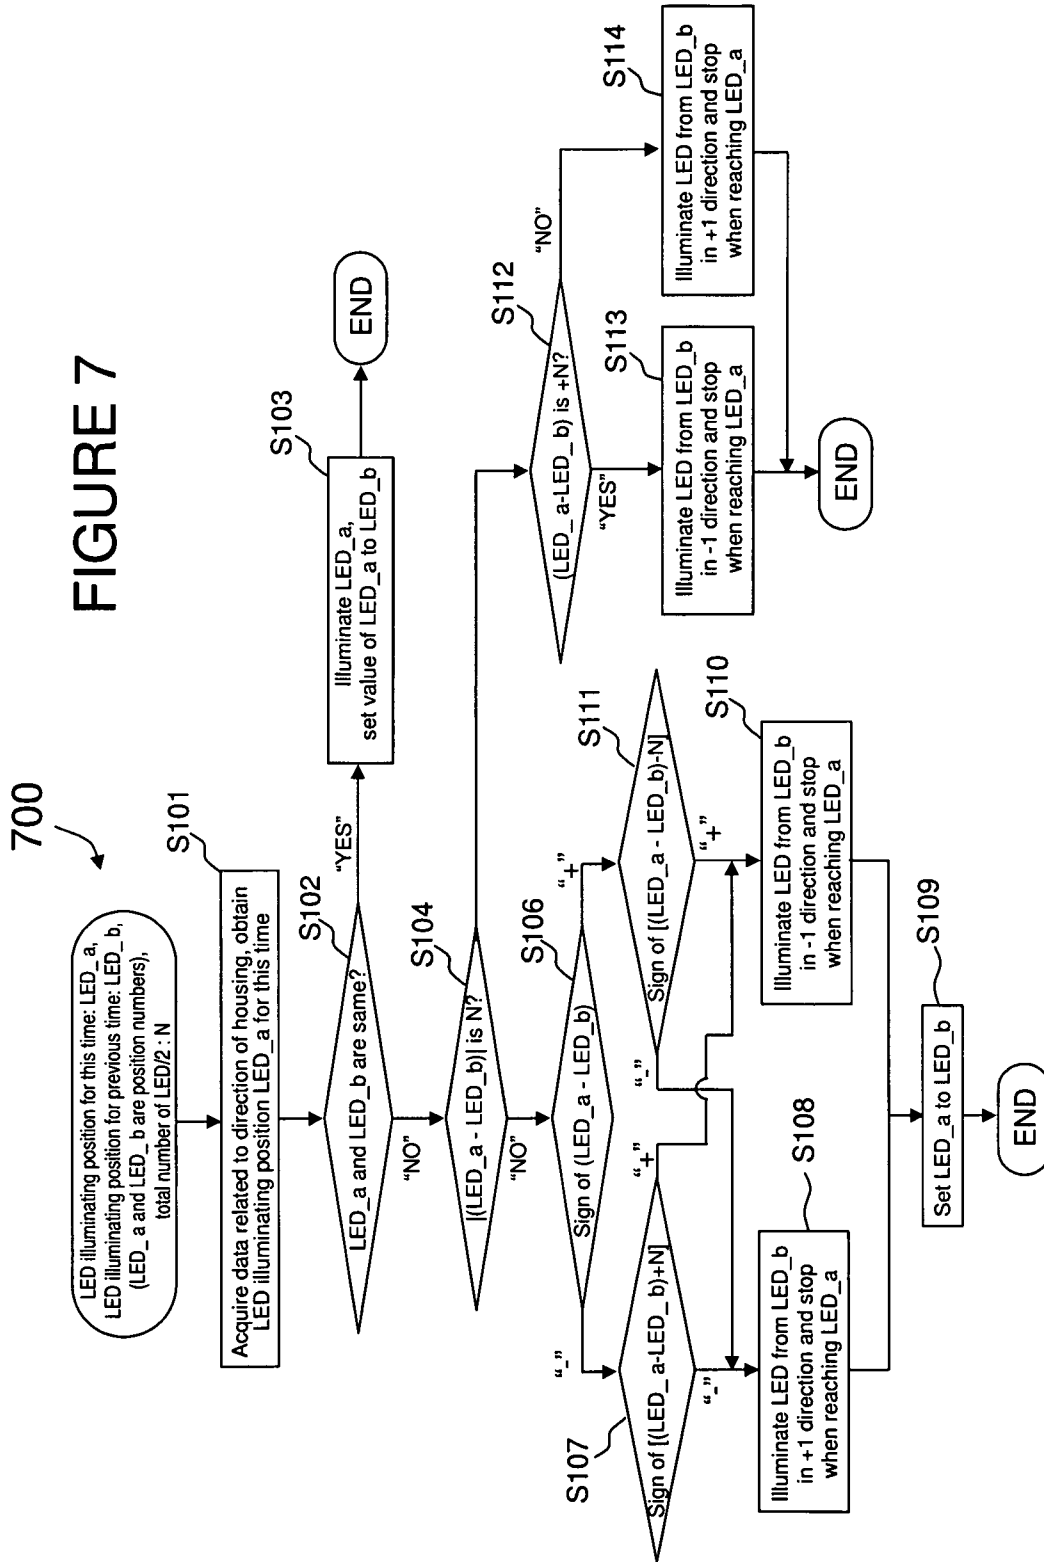 FIGURE 7
700
LED illuminating position for this time: LED_a,
LED illuminating position for previous time: LED_b,
(LED_a and LED_b are position numbers),
total number of LED/2 : N
S101
Acquire data related to direction of housing, obtain
LED illuminating position LED_a for this time
S102
LED_a and LED_b are same?
"YES"
S103
Illuminate LED_a,
set value of LED_a to LED_b
END
"NO"
S104
|(LED_a - LED_b)| is N?
"NO"
S106
Sign of (LED_a - LED_b)
"-"
"+"
S107
Sign of [(LED_a-LED_b)+N]
"+"
"-"
S111
Sign of [(LED_a - LED_b)-N]
"-"
"+"
S108
Illuminate LED from LED_b
in +1 direction and stop
when reaching LED_a
S110
Illuminate LED from LED_b
in -1 direction and stop
when reaching LED_a
S109
Set LED_a to LED_b
END
S112
(LED_a-LED_b) is +N?
"NO"
"YES"
S113
Illuminate LED from LED_b
in -1 direction and stop
when reaching LED_a
S114
Illuminate LED from LED_b
in +1 direction and stop
when reaching LED_a
END